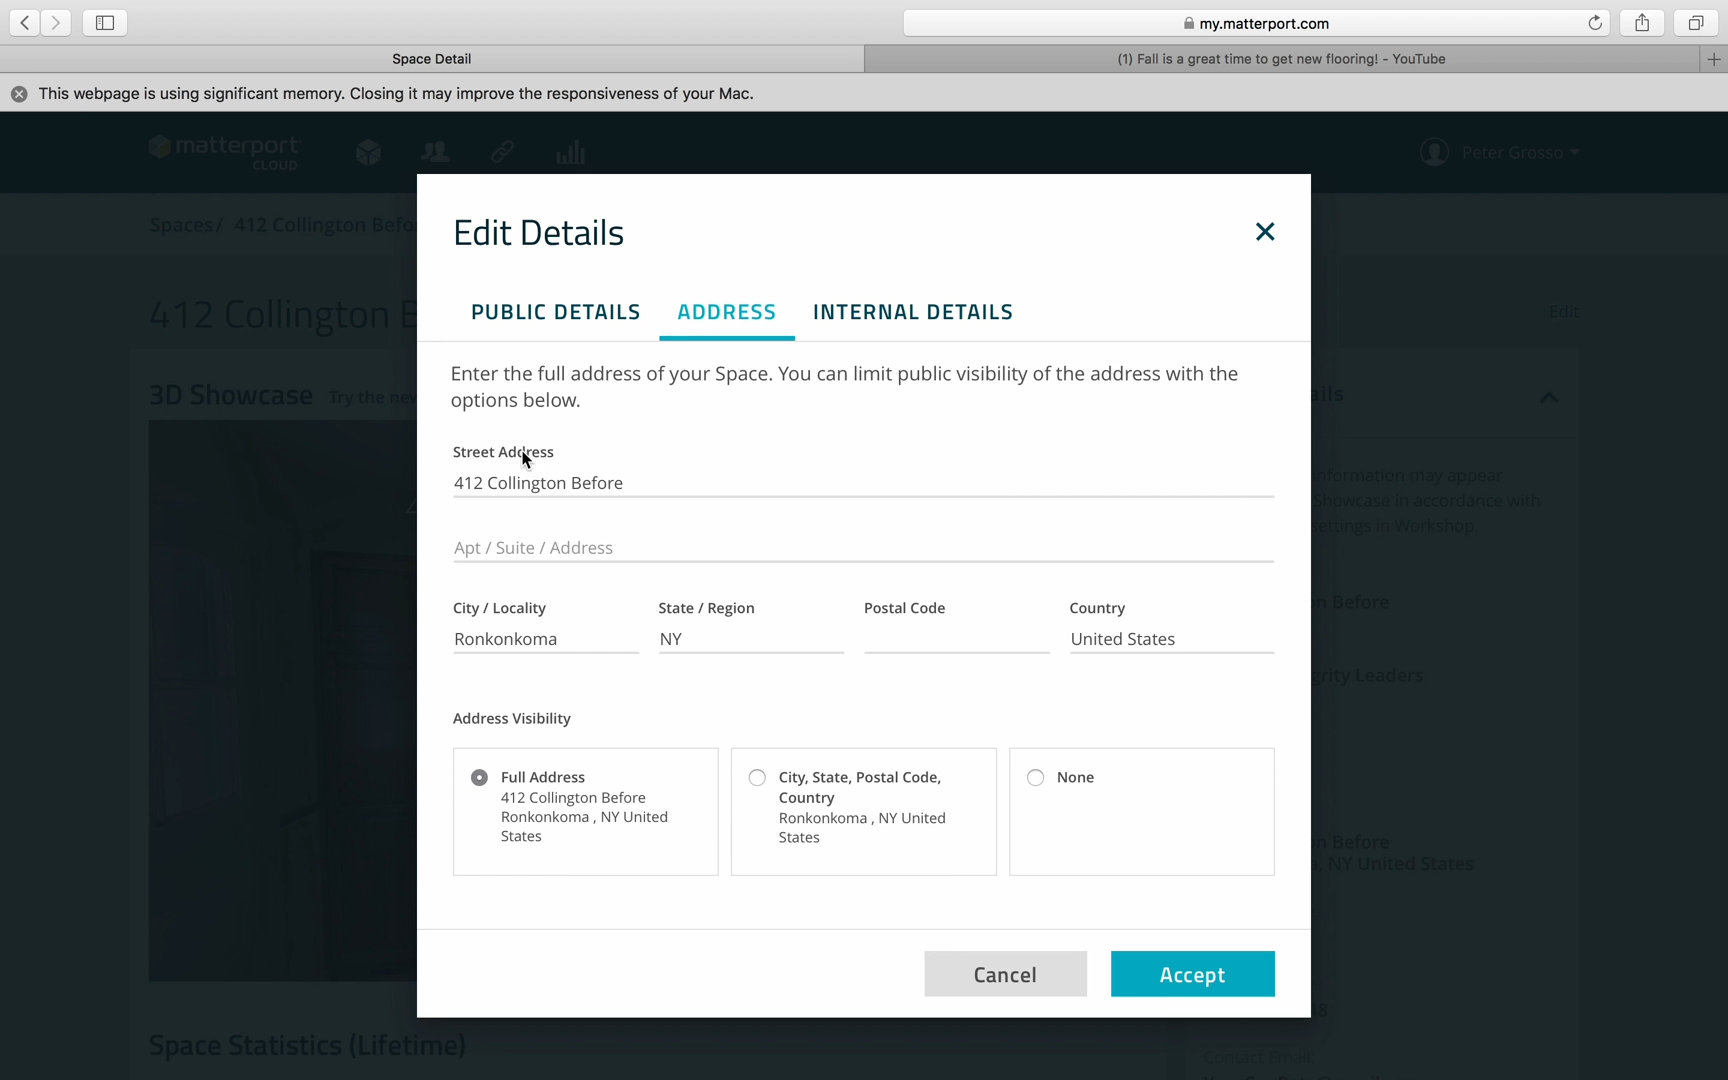 my.matterport.com
Space Detail
(1) Fall is a great time to get new flooring! - YouTube
This webpage is using significant memory. Closing it may improve the responsiveness of your Mac.
matterport
CLOUD
Peter Grosso
Spaces / 412 Collington Befo
412 Collington B
Edit
3D Showcase Try the new
Edit Details
PUBLIC DETAILS ADDRESS INTERNAL DETAILS
Enter the full address of your Space. You can limit public visibility of the address with the
options below.
Street Address
412 Collington Before
Apt / Suite / Address
City / Locality State / Region Postal Code Country
Ronkonkoma NY United States
Address Visibility
Full Address
412 Collington Before
Ronkonkoma , NY United
States
City, State, Postal Code,
Country
Ronkonkoma , NY United
States
None
Cancel Accept
ails
information may appear
Showcase in accordance with
settings in Workshop.
n Before
grity Leaders
n Before
, NY United States
48
Contact Email:
Space Statistics (Lifetime)